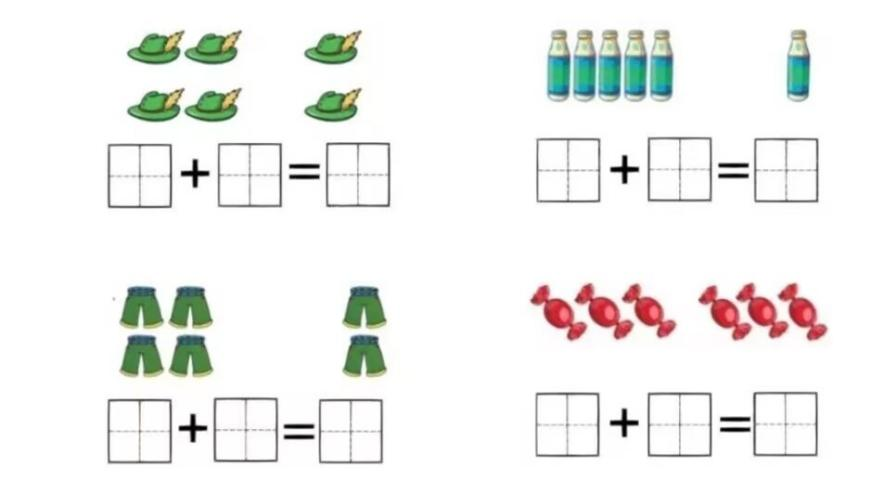 + =
+ =
+ =
+ =